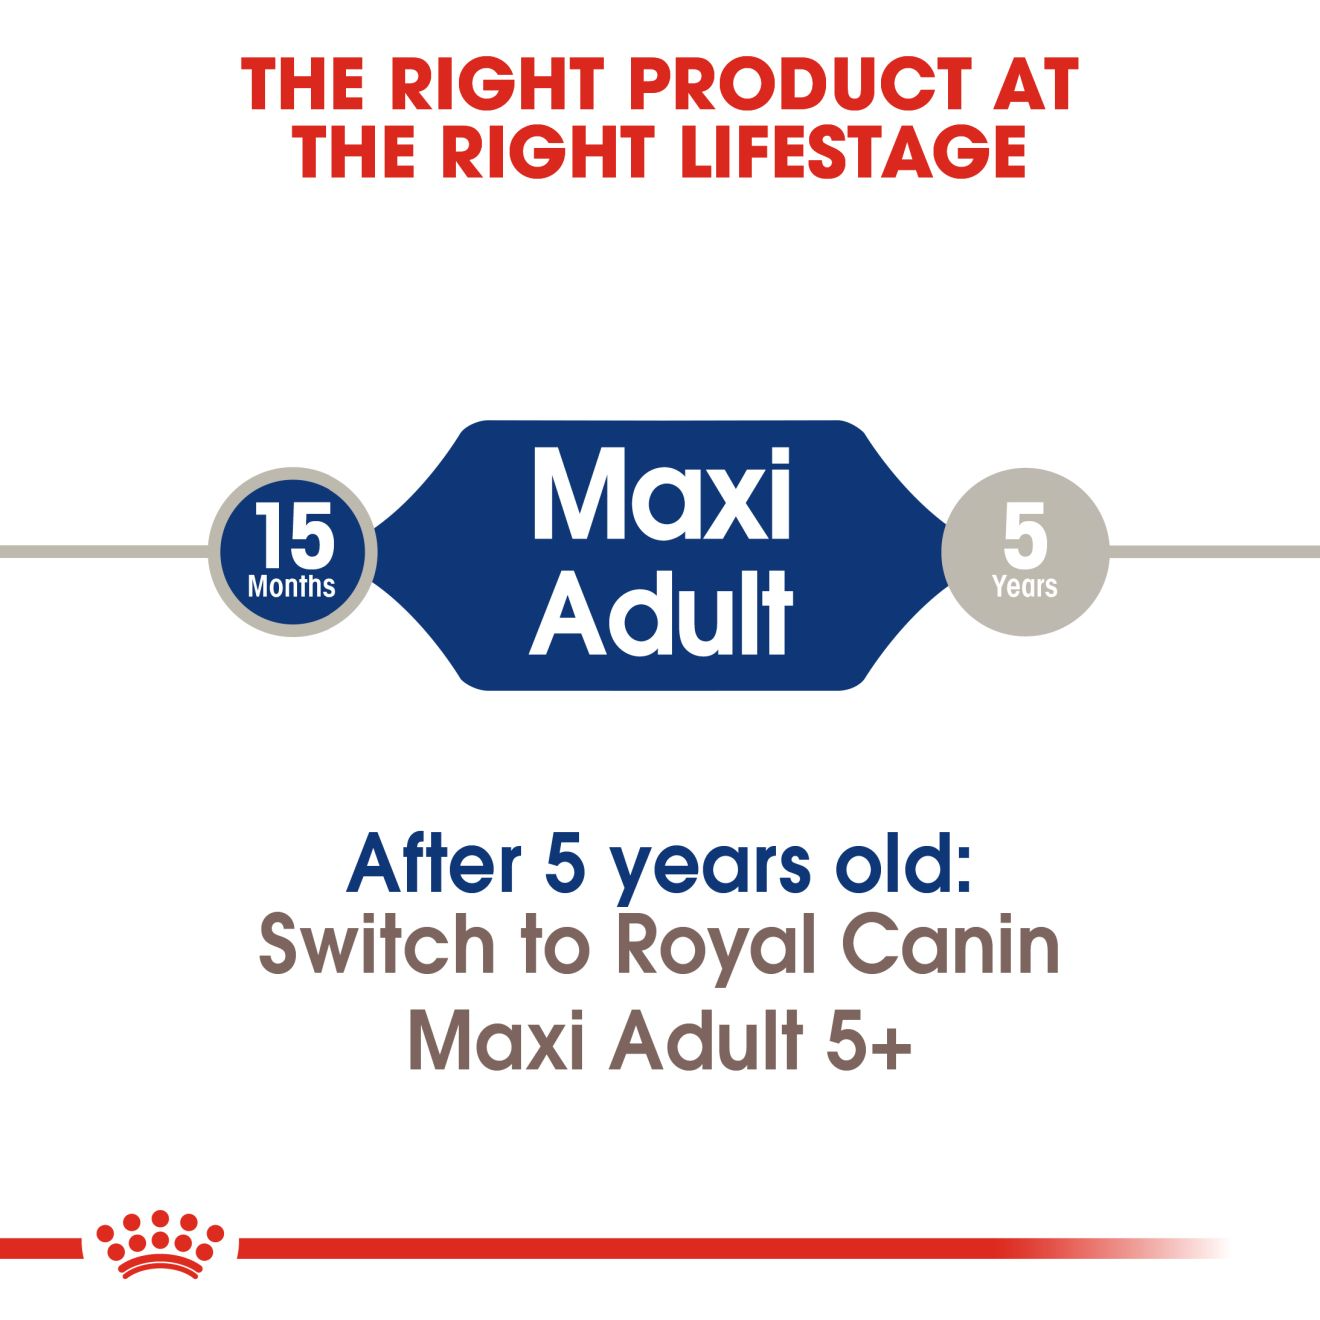 THE RIGHT PRODUCT AT
THE RIGHT LIFESTAGE
15
Months
Maxi
Adult
5
Years
After 5 years old:
Switch to Royal Canin
Maxi Adult 5+